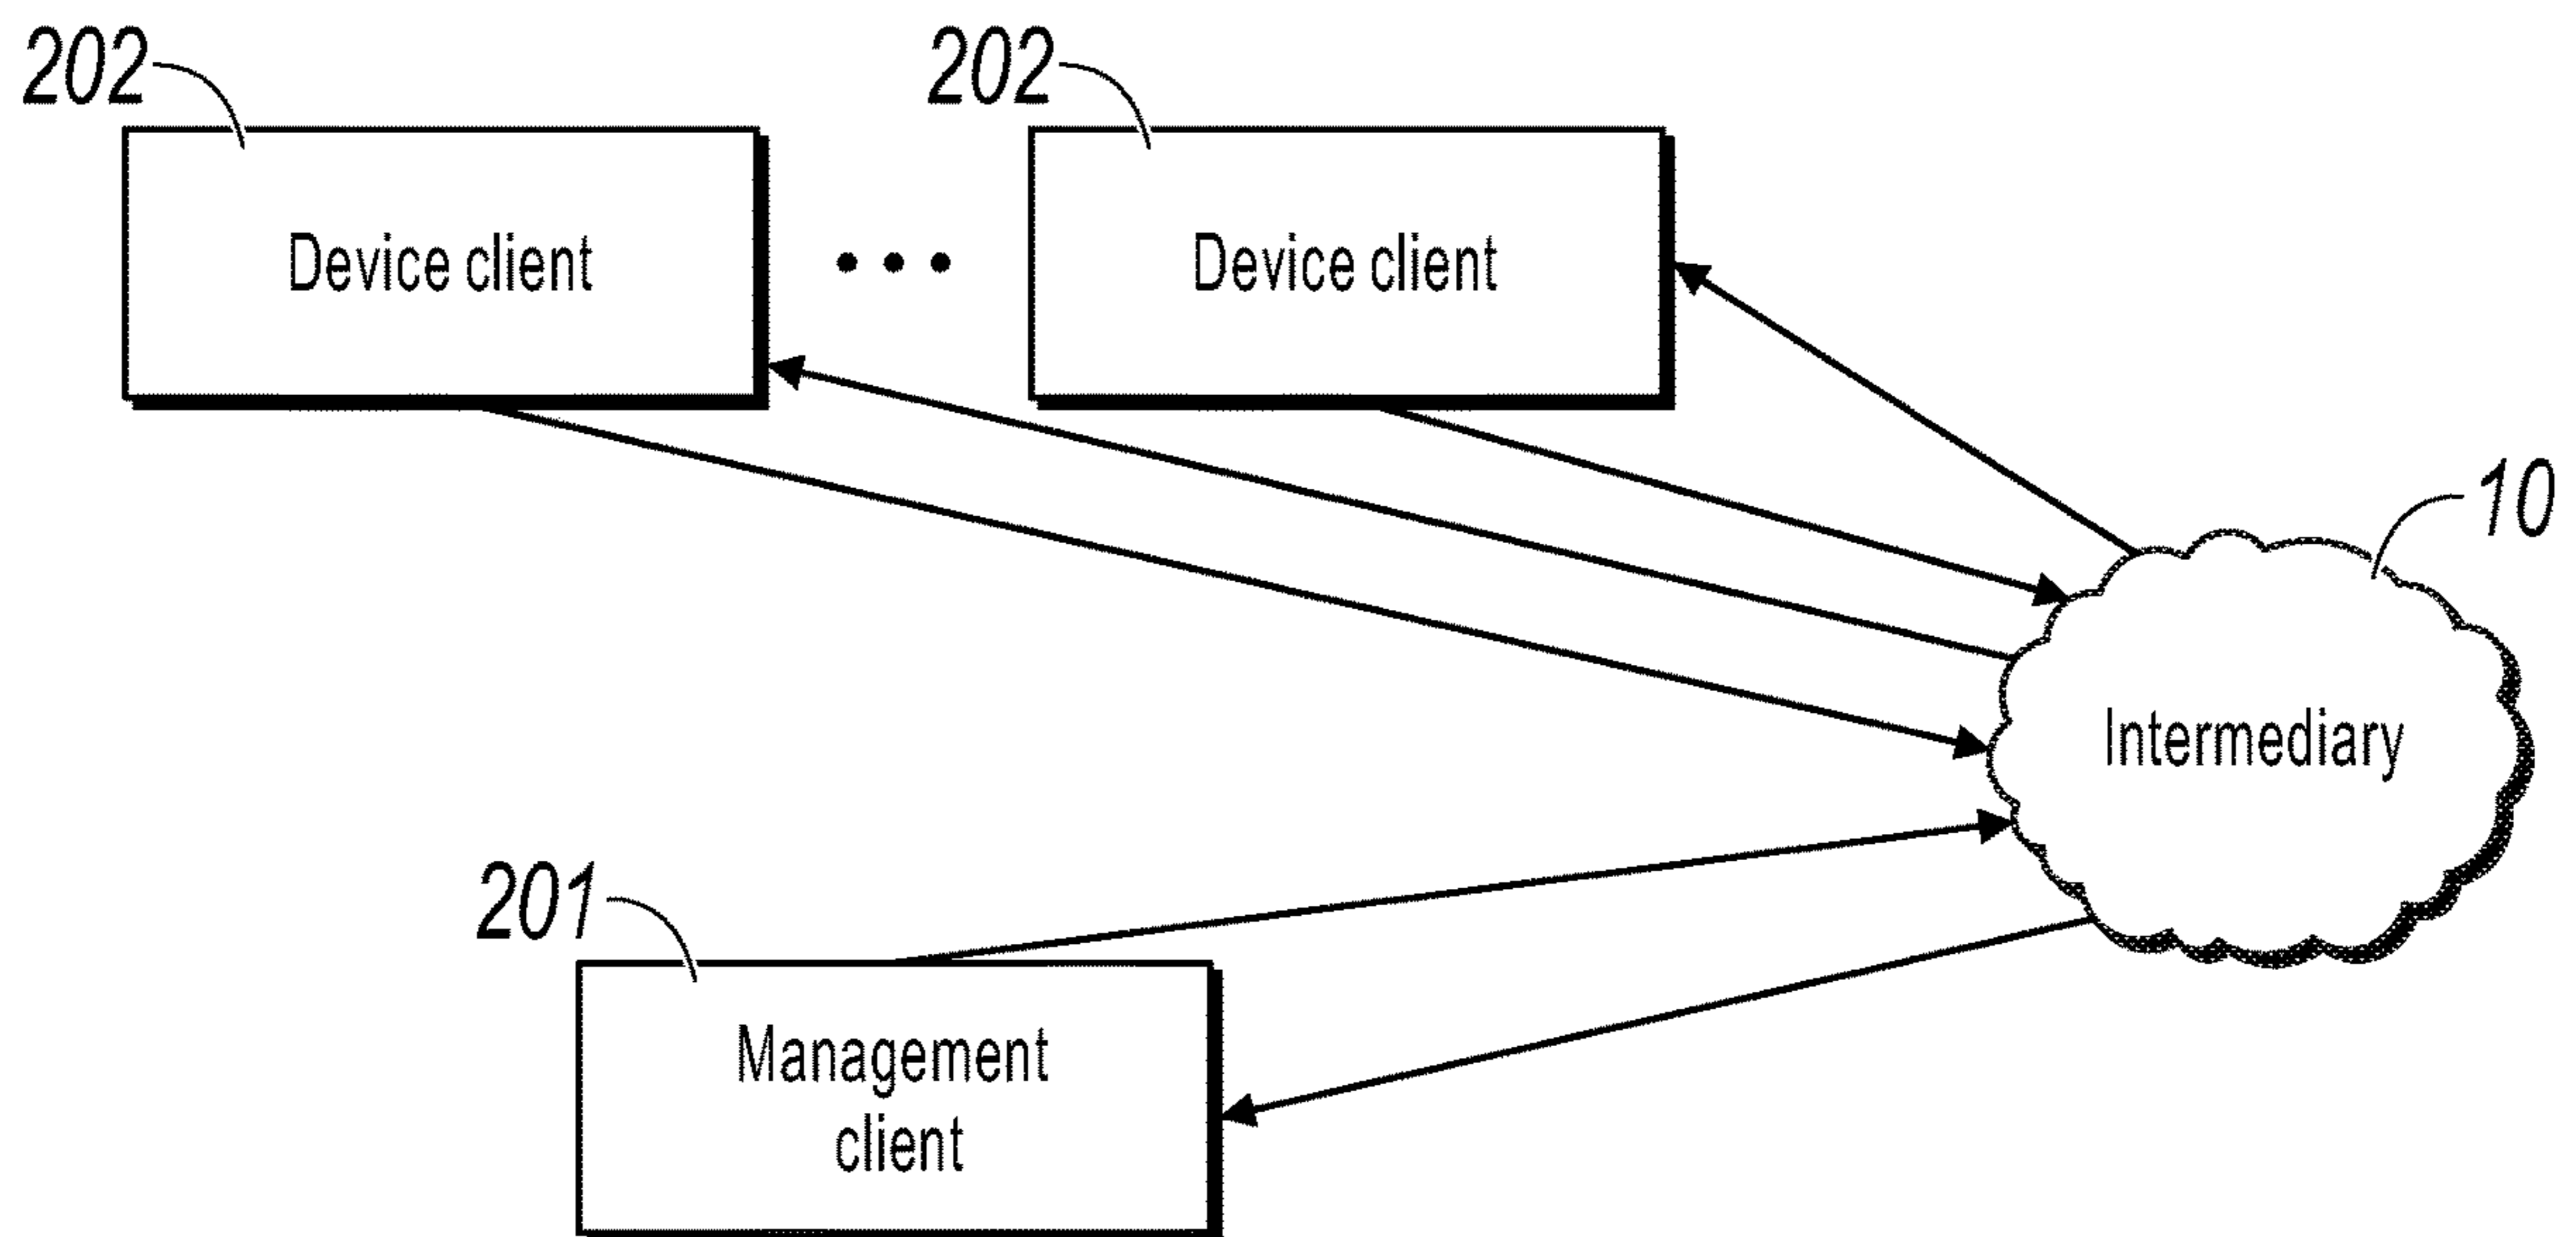 202
202
Device client
• • •
Device client
10
Intermediary
201
Management
client